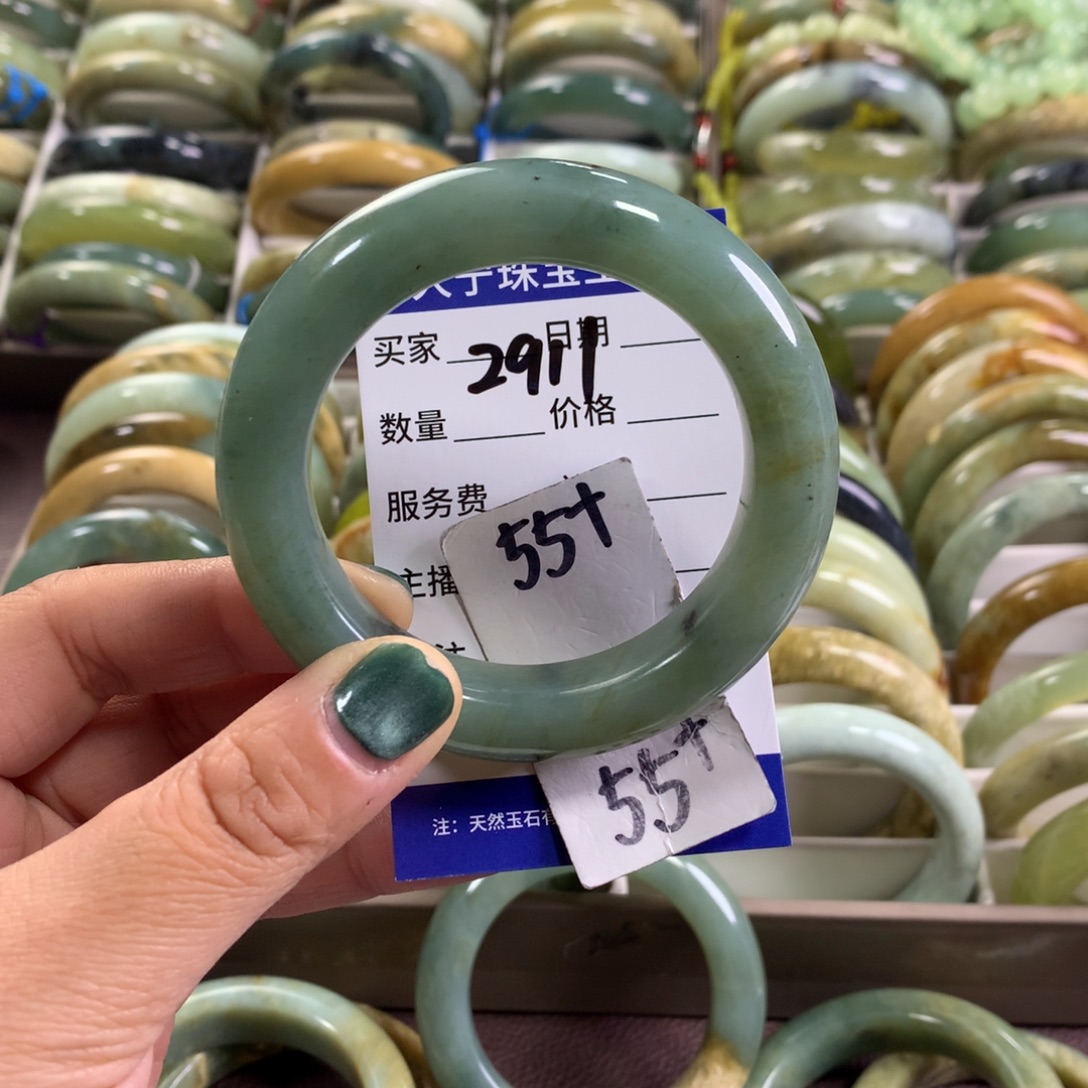 珠宝
买家 2911 日期
数量 价格
服务费
55+
主播
55+
注：天然玉石有